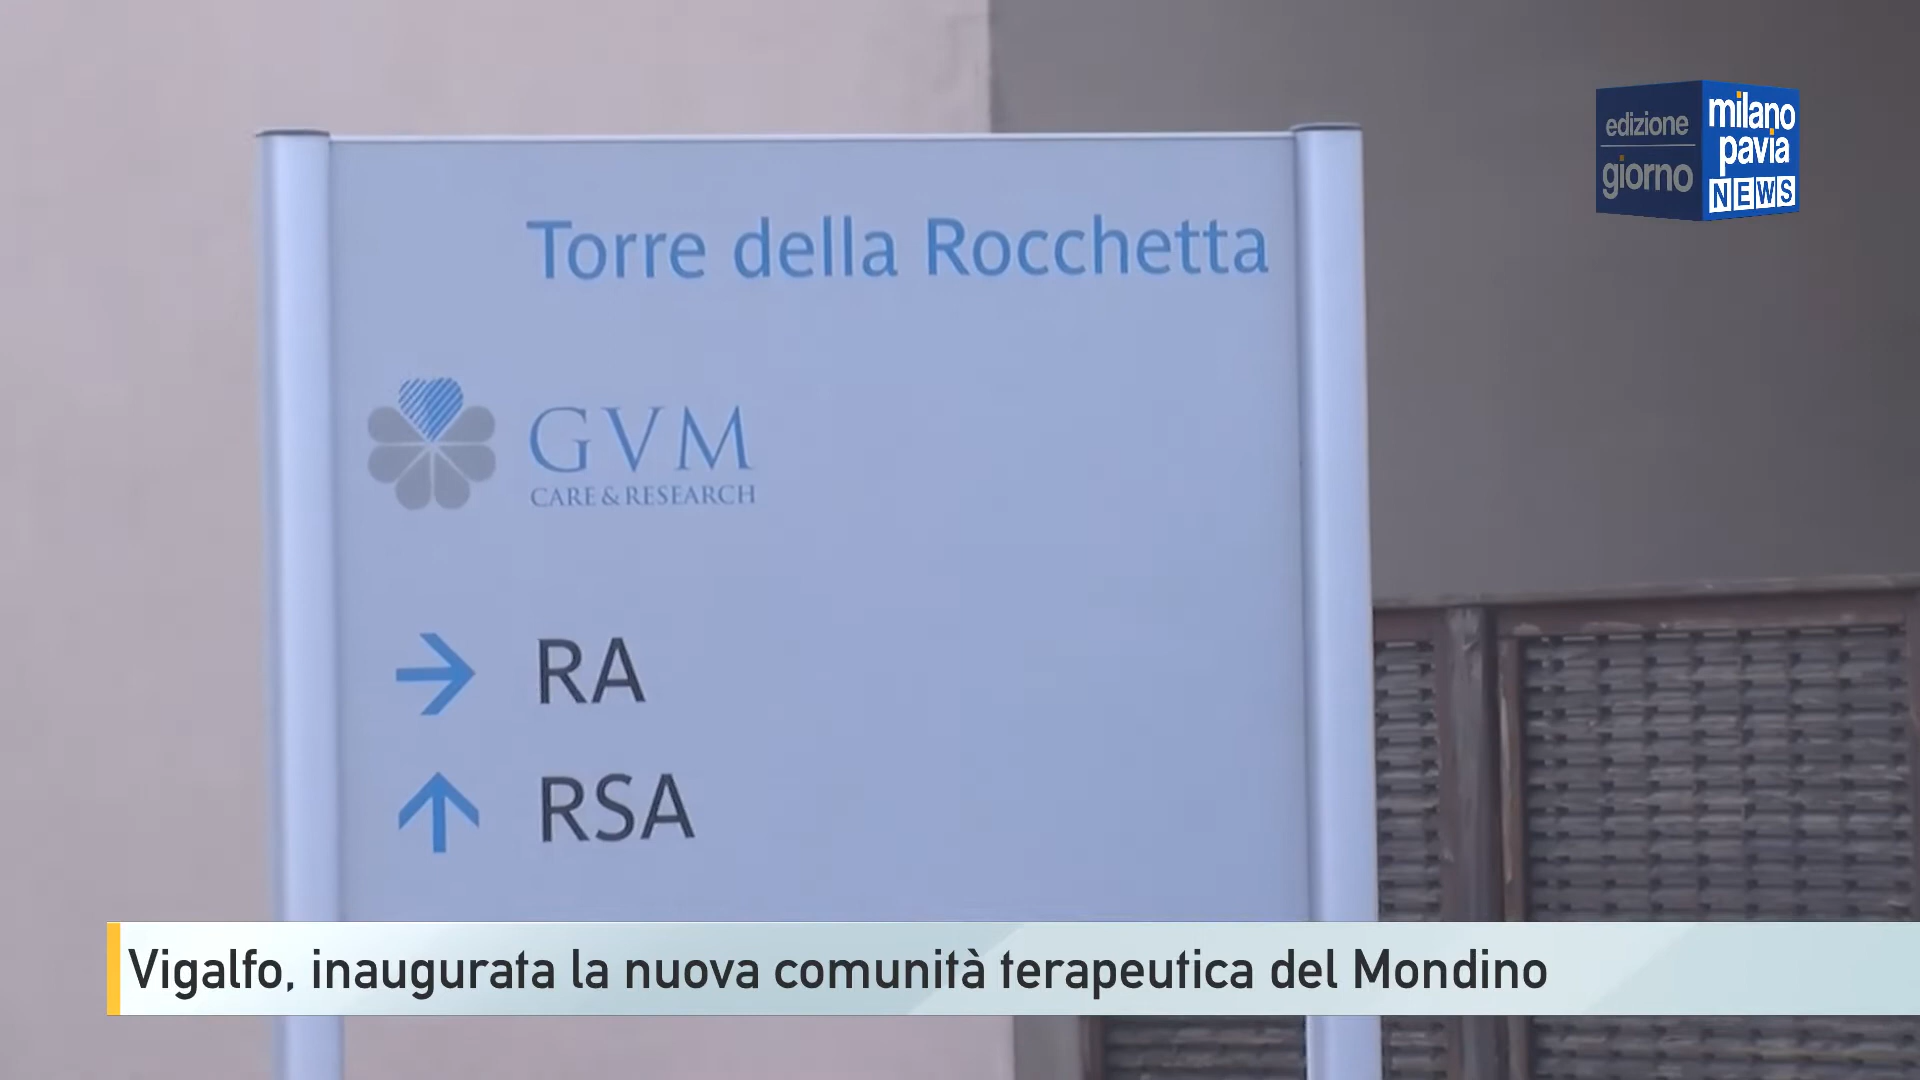 edizione
giorno
milano
pavia
NEWS
Torre della Rocchetta
GVM
CARE & RESEARCH
RA
RSA
Vigalfo, inaugurata la nuova comunità terapeutica del Mondino